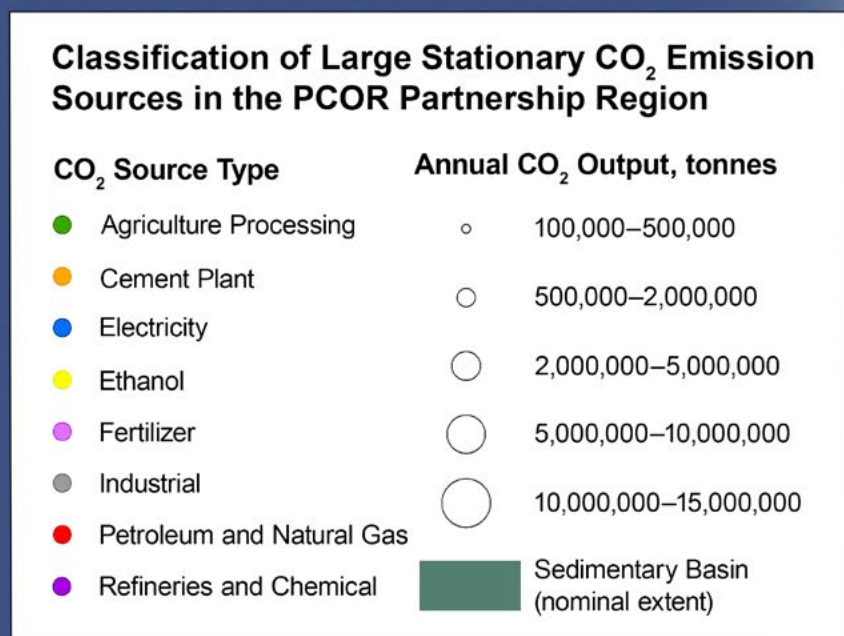 Classification of Large Stationary CO₂ Emission
Sources in the PCOR Partnership Region
CO₂ Source Type
Agriculture Processing
Cement Plant
Electricity
Ethanol
Fertilizer
Industrial
Petroleum and Natural Gas
Refineries and Chemical
Annual CO₂ Output, tonnes
100,000–500,000
500,000–2,000,000
2,000,000–5,000,000
5,000,000–10,000,000
10,000,000–15,000,000
Sedimentary Basin
(nominal extent)